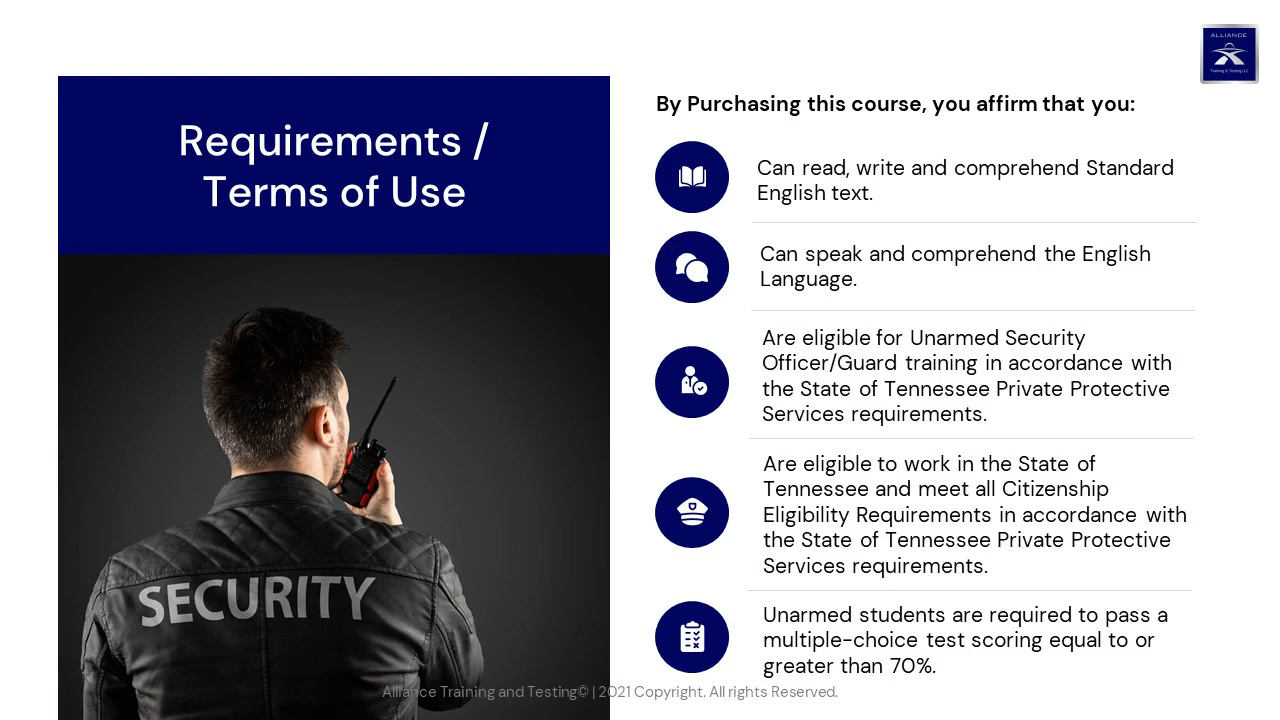 ALLIANCE
Training & Testing LLC
Requirements /
Terms of Use
SECURITY
By Purchasing this course, you affirm that you:
Can read, write and comprehend Standard
English text.
Can speak and comprehend the English
Language.
Are eligible for Unarmed Security
Officer/Guard training in accordance with
the State of Tennessee Private Protective
Services requirements.
Are eligible to work in the State of
Tennessee and meet all Citizenship
Eligibility Requirements in accordance with
the State of Tennessee Private Protective
Services requirements.
Unarmed students are required to pass a
multiple-choice test scoring equal to or
greater than 70%.
Alliance Training and Testing© | 2021 Copyright. All rights Reserved.